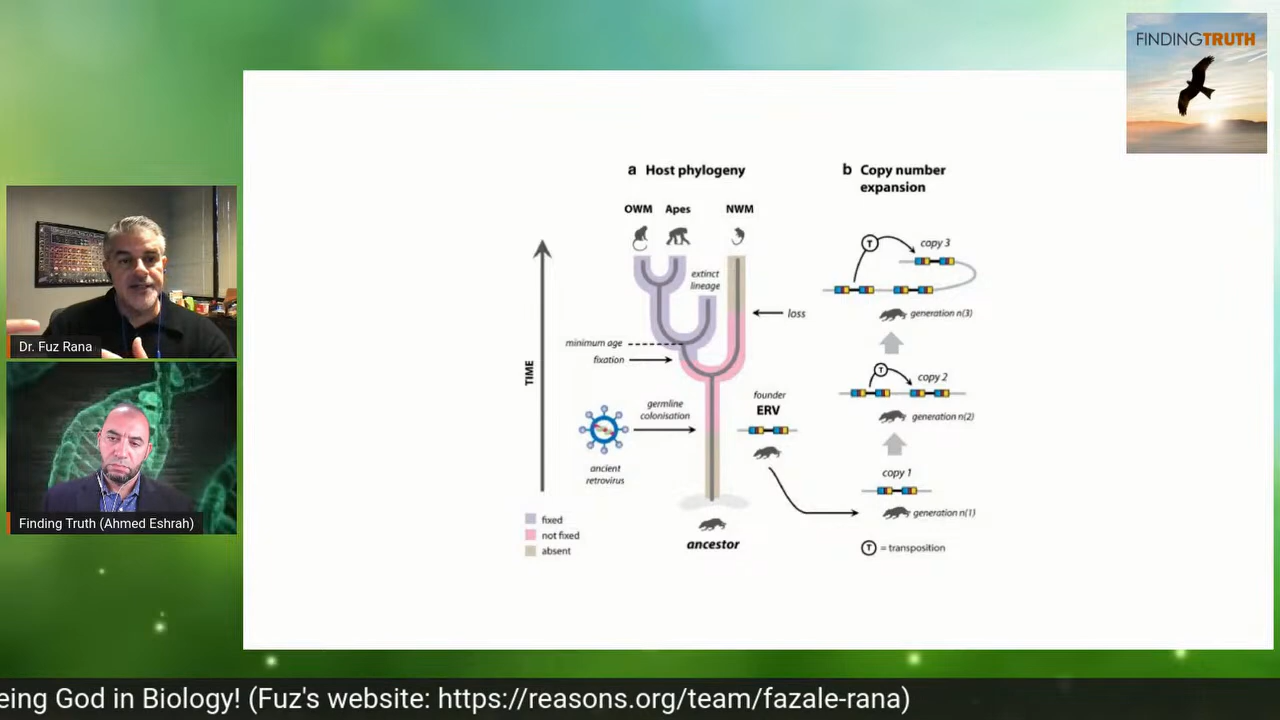 FINDINGTRUTH
a Host phylogeny
b Copy number
expansion
OWM Apes NWM
extinct
lineage
loss
minimum age
fixation
TIME
germline
colonisation
ancient
retrovirus
founder
ERV
copy 3
generation n(3)
copy 2
generation n(2)
copy 1
generation n(1)
T
T
T = transposition
fixed
not fixed
absent
ancestor
Dr. Fuz Rana
Finding Truth (Ahmed Eshrah)
eing God in Biology! (Fuz's website: https://reasons.org/team/fazale-rana)